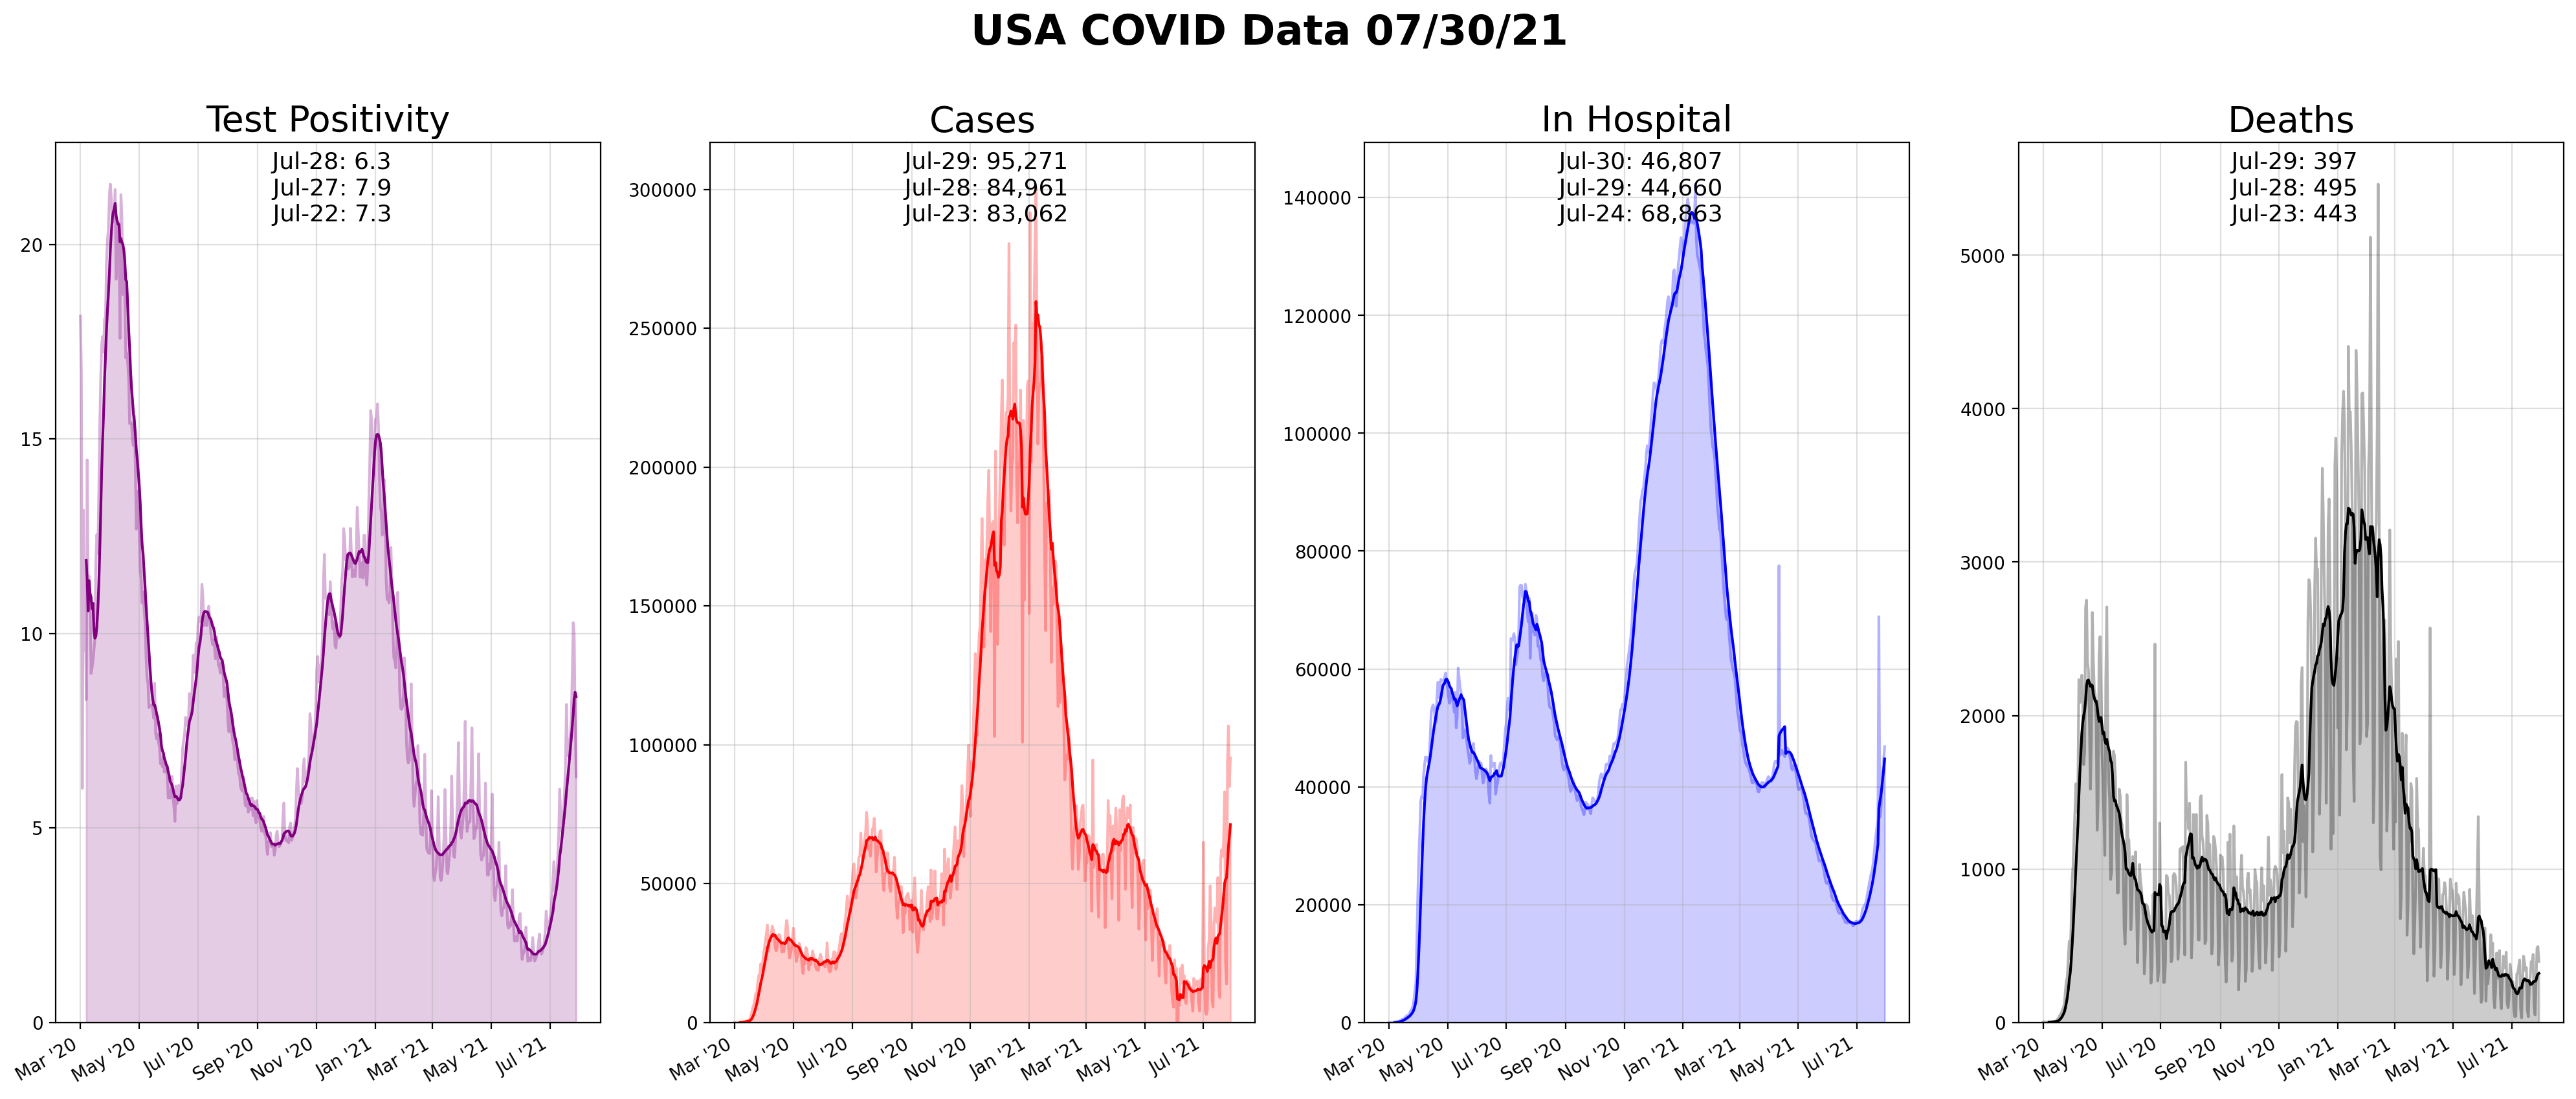 USA COVID Data 07/30/21
Test Positivity
Jul-28: 6.3
Jul-27: 7.9
Jul-22: 7.3
20
15
10
5
0
Mar '20
May '20
Jul '20
Sep '20
Nov '20
Jan '21
Mar '21
May '21
Jul '21
Cases
Jul-29: 95,271
Jul-28: 84,961
Jul-23: 83,062
300000
250000
200000
150000
100000
50000
0
Mar '20
May '20
Jul '20
Sep '20
Nov '20
Jan '21
Mar '21
May '21
Jul '21
In Hospital
Jul-30: 46,807
Jul-29: 44,660
Jul-24: 68,863
140000
120000
100000
80000
60000
40000
20000
0
Mar '20
May '20
Jul '20
Sep '20
Nov '20
Jan '21
Mar '21
May '21
Jul '21
Deaths
Jul-29: 397
Jul-28: 495
Jul-23: 443
5000
4000
3000
2000
1000
0
Mar '20
May '20
Jul '20
Sep '20
Nov '20
Jan '21
Mar '21
May '21
Jul '21